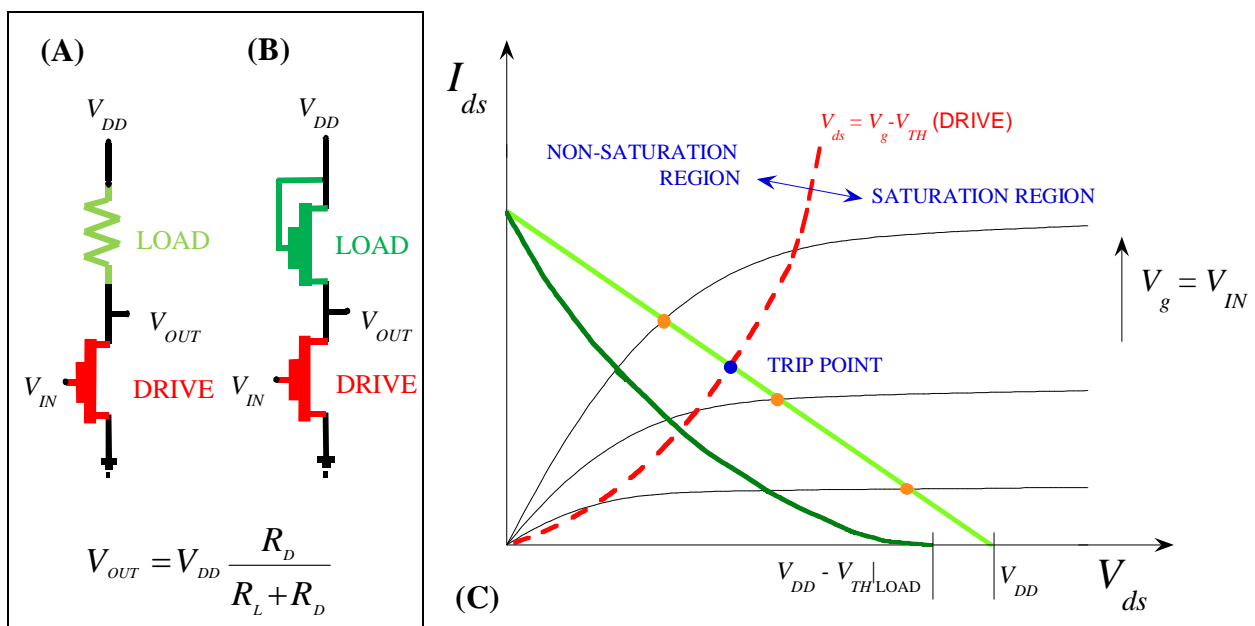 (A)
V_DD
LOAD
V_OUT
V_IN
DRIVE
(B)
V_DD
LOAD
V_OUT
V_IN
DRIVE
V_OUT = V_DD R_D / (R_L + R_D)
I_ds
V_ds = V_g-V_TH (DRIVE)
NON-SATURATION
REGION
SATURATION REGION
V_g = V_IN
TRIP POINT
V_DD - V_TH|LOAD
V_DD
V_ds
(C)